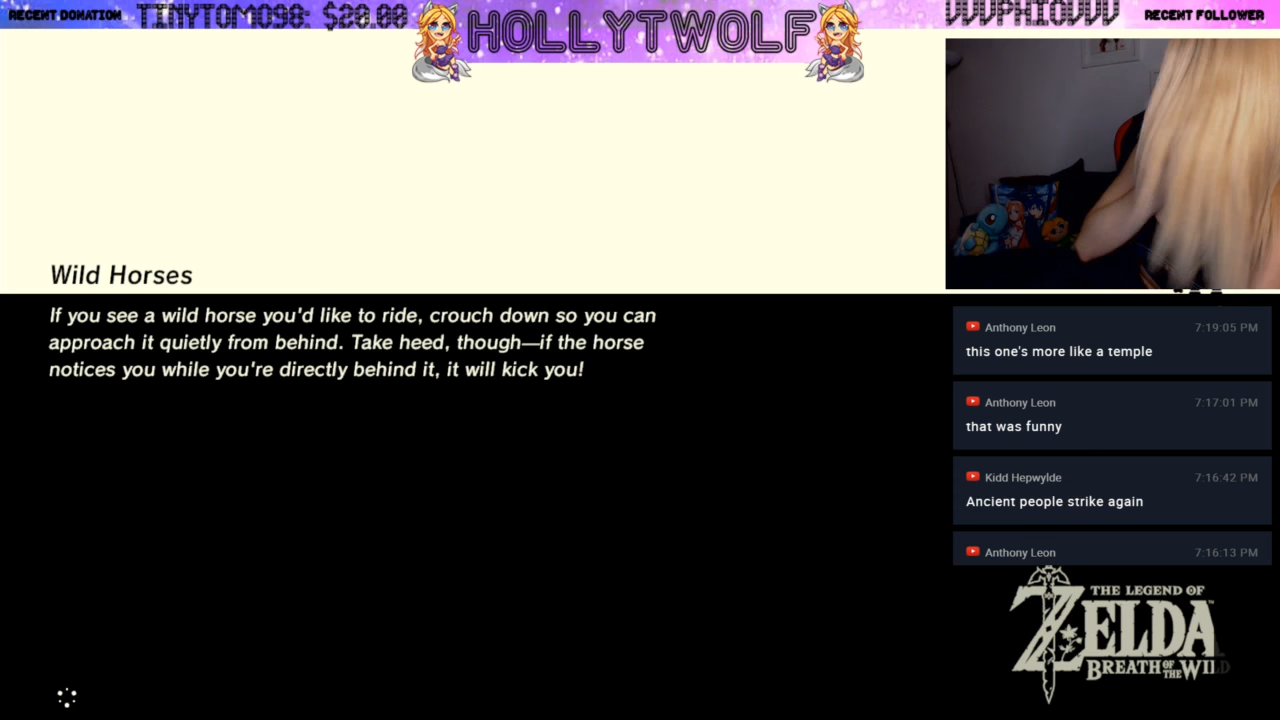 RECENT DONATION
TINYTOMO98: $20.00
HOLLYTWOLF
VVVPHIOVVV
RECENT FOLLOWER
Wild Horses
If you see a wild horse you'd like to ride, crouch down so you can
approach it quietly from behind. Take heed, though—if the horse
notices you while you're directly behind it, it will kick you!
Anthony Leon 7:19:05 PM
this one's more like a temple
Anthony Leon 7:17:01 PM
that was funny
Kidd Hepwylde 7:16:42 PM
Ancient people strike again
Anthony Leon 7:16:13 PM
THE LEGEND OF
ZELDA
BREATH OF THE WILD